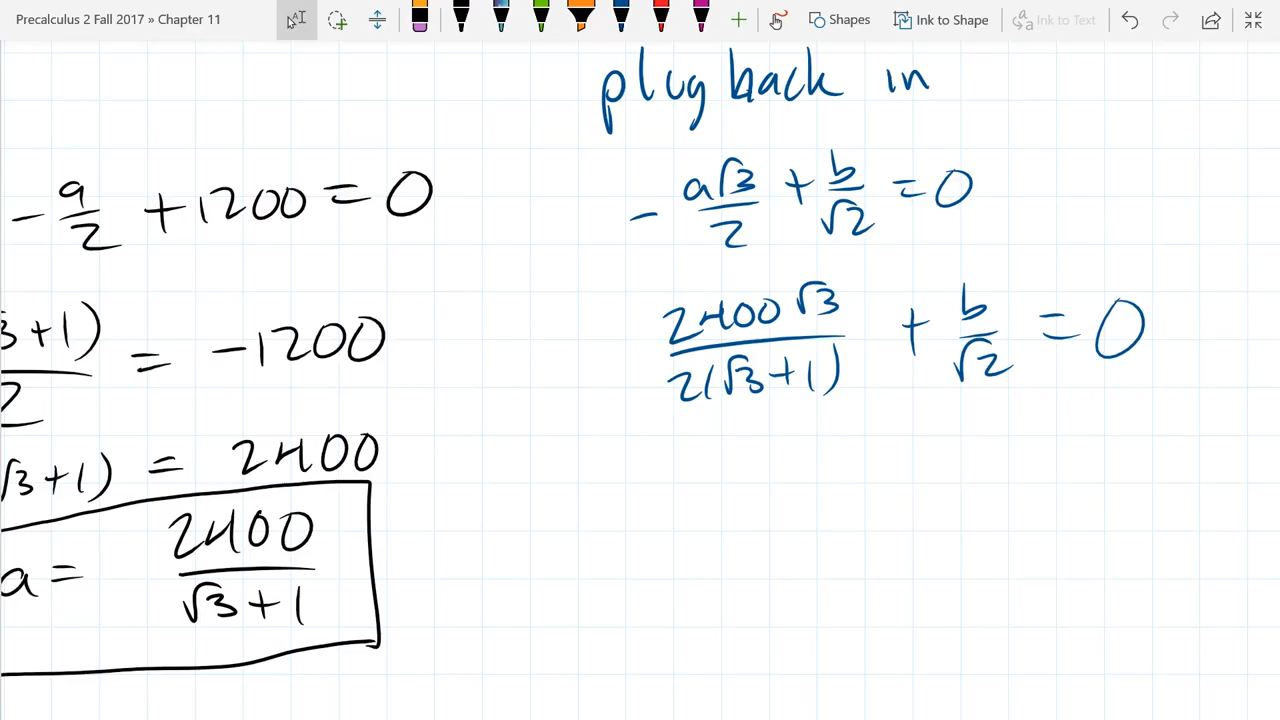 Precalculus 2 Fall 2017 » Chapter 11
Shapes
Ink to Shape
Ink to Text
- a/2 + 1200 = 0
3 + 1)/2 = -1200
√3 + 1) = 2400
a = 2400/(√3 + 1)
plug back in
- a√3/2 + b/√2 = 0
2400√3/2(√3 + 1) + b/√2 = 0